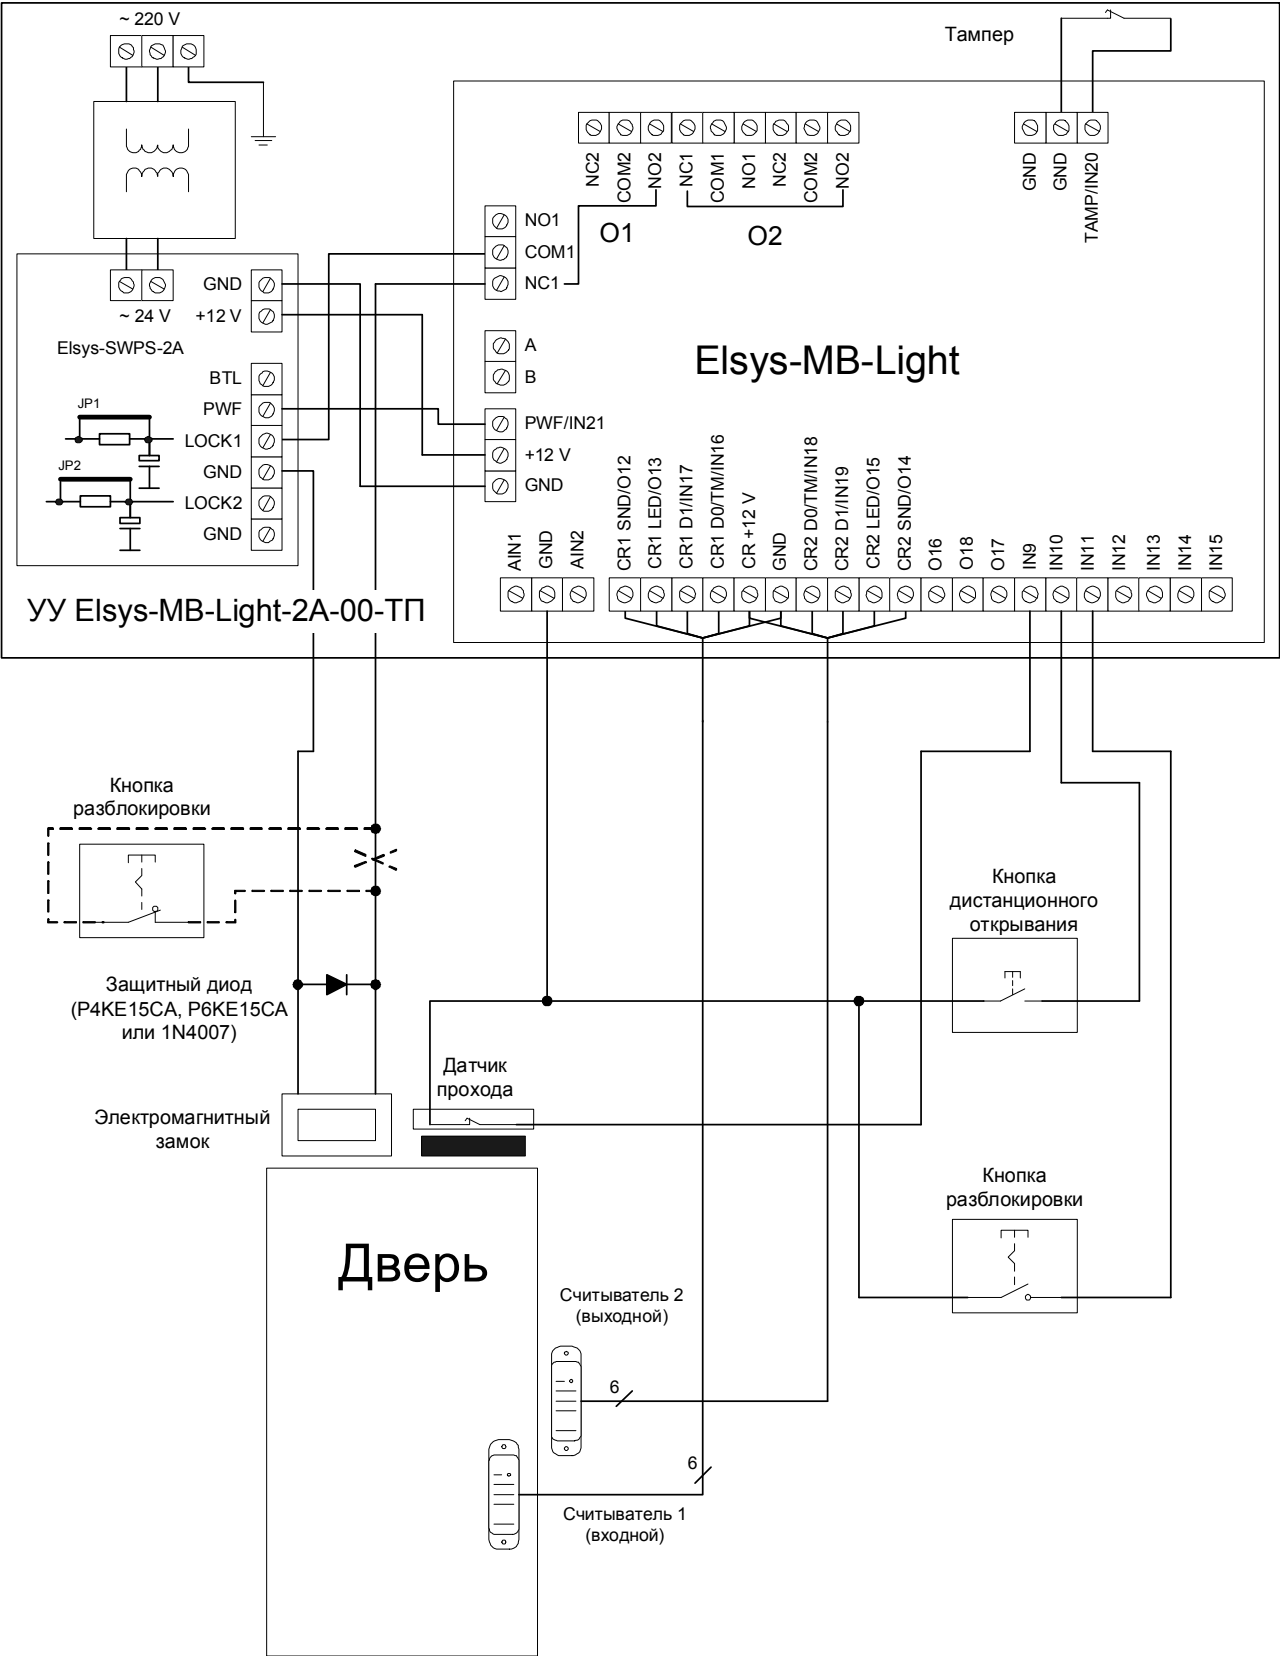 ~ 220 V
Тампер
NC2
COM2
NO2
NC1
COM1
NO1
NC2
COM2
NO2
GND
GND
TAMP/IN20
O1
O2
NO1
COM1
NC1
~ 24 V
GND
+12 V
Elsys-SWPS-2A
A
B
Elsys-MB-Light
BTL
PWF
LOCK1
GND
LOCK2
GND
JP1
JP2
PWF/IN21
+12 V
GND
AIN1
GND
AIN2
CR1 SND/O12
CR1 LED/O13
CR1 D1/IN17
CR1 D0/TM/IN16
CR +12 V
GND
CR2 D0/TM/IN18
CR2 D1/IN19
CR2 LED/O15
CR2 SND/O14
O16
O18
O17
IN9
IN10
IN11
IN12
IN13
IN14
IN15
УУ Elsys-MB-Light-2A-00-ТП
Кнопка
разблокировки
Кнопка
дистанционного
открывания
Защитный диод
(P4KE15CA, P6KE15CA
или 1N4007)
Датчик
прохода
Электромагнитный
замок
Кнопка
разблокировки
Дверь
Считыватель 2
(выходной)
6
6
Считыватель 1
(входной)